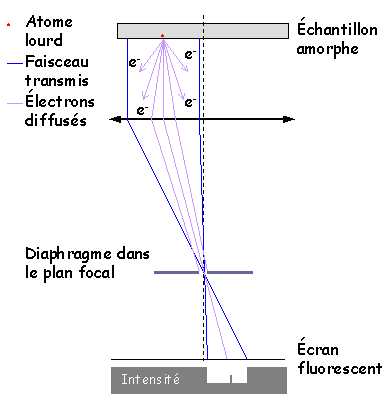 Atome
lourd
Faisceau
transmis
Électrons
diffusés
Échantillon
amorphe
e-
e-
e-
e-
Diaphragme dans
le plan focal
Écran
fluorescent
Intensité